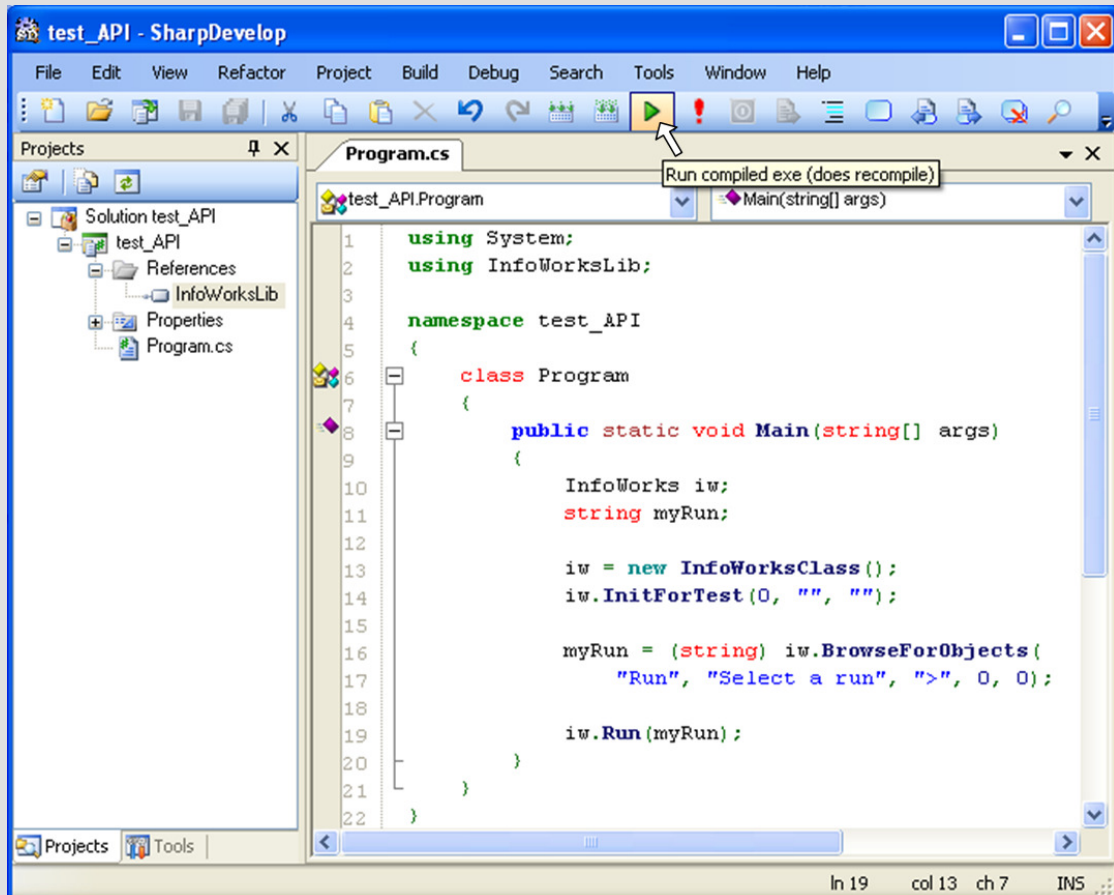 test_API - SharpDevelop
File Edit View Refactor Project Build Debug Search Tools Window Help
Projects
Program.cs
Run compiled exe (does recompile)
test_API.Program
Main(string[] args)
Solution test_API
test_API
References
InfoWorksLib
Properties
Program.cs
1 using System;
2 using InfoWorksLib;
3
4 namespace test_API
5 {
6 class Program
7 {
8 public static void Main(string[] args)
9 {
10 InfoWorks iw;
11 string myRun;
12
13 iw = new InfoWorksClass();
14 iw.InitForTest(0, "", "");
15
16 myRun = (string) iw.BrowseForObjects(
17 "Run", "Select a run", ">", 0, 0);
18
19 iw.Run(myRun);
20 }
21 }
22 }
Projects Tools
ln 19 col 13 ch 7 INS